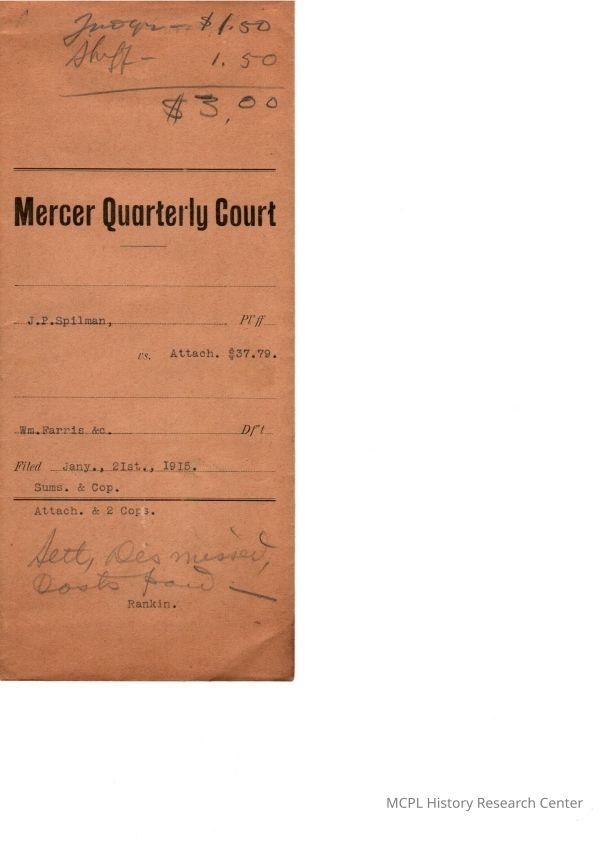 Judge - $1.50
Shff - 1.50
$3.00
Mercer Quarterly Court
J.P.Spilman, Pl'ff
vs. Attach. $37.79.
Wm.Farris &c. Df't
Filed Jany., 21st., 1915.
Sums. & Cop.
Attach. & 2 Cops.
Sett, Dismissed,
Costs paid —
Rankin.
MCPL History Research Center